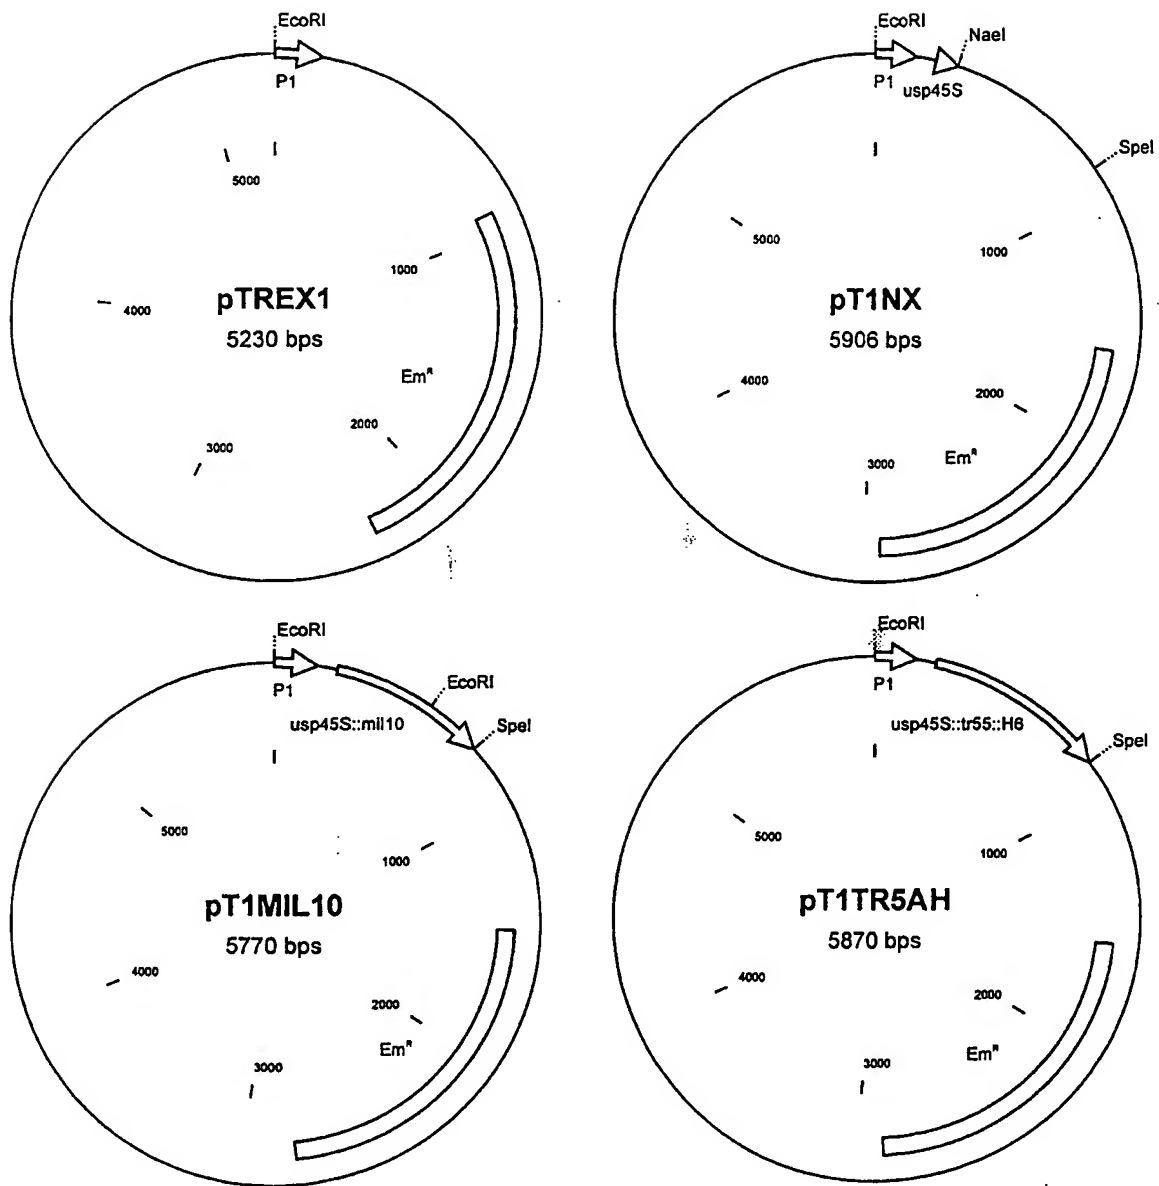 EcoRI
P1
5000
1000
pTREX1
4000
5230 bps
Em^R
2000
3000
EcoRI
NaeI
P1
usp45S
SpeI
5000
1000
pT1NX
5906 bps
4000
2000
3000
Em^R
EcoRI
P1
EcoRI
usp45S::mil10
SpeI
5000
1000
pT1MIL10
5770 bps
4000
2000
Em^R
3000
EcoRI
P1
usp45S::tr55::H6
SpeI
5000
1000
pT1TR5AH
5870 bps
4000
2000
3000
Em^R